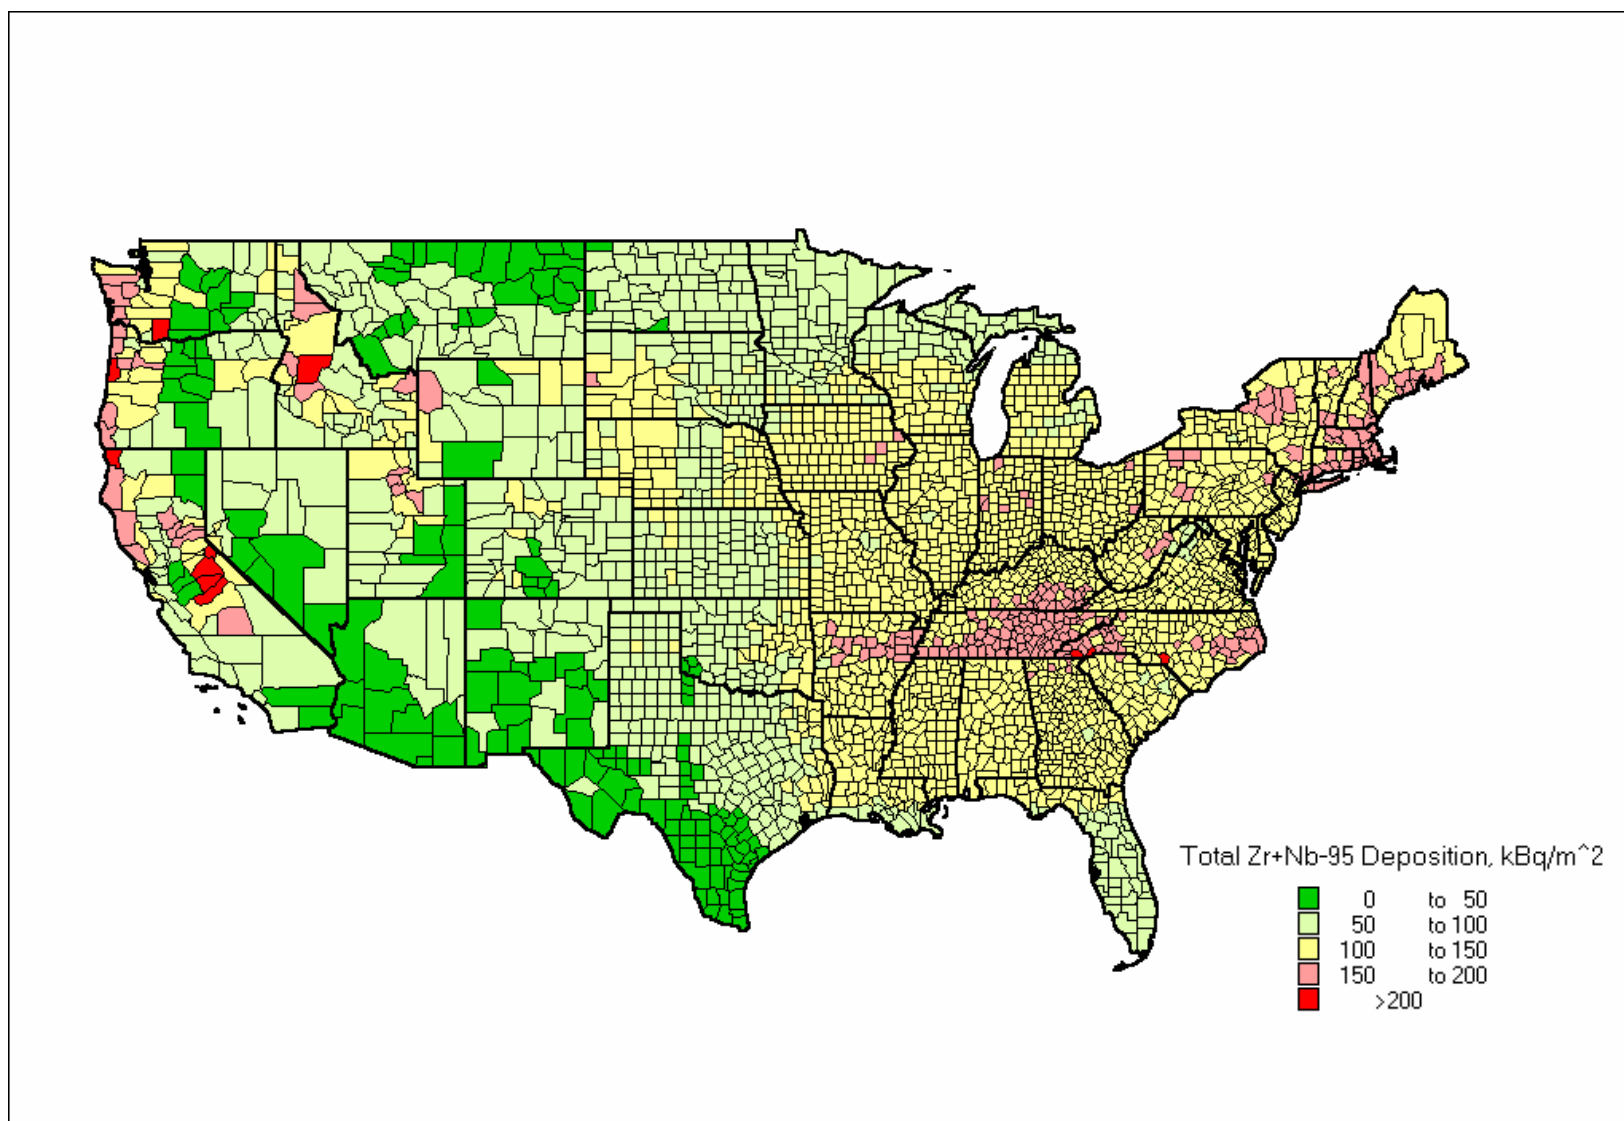 Total Zr+Nb-95 Deposition, kBq/m^2
0 to 50
50 to 100
100 to 150
150 to 200
>200